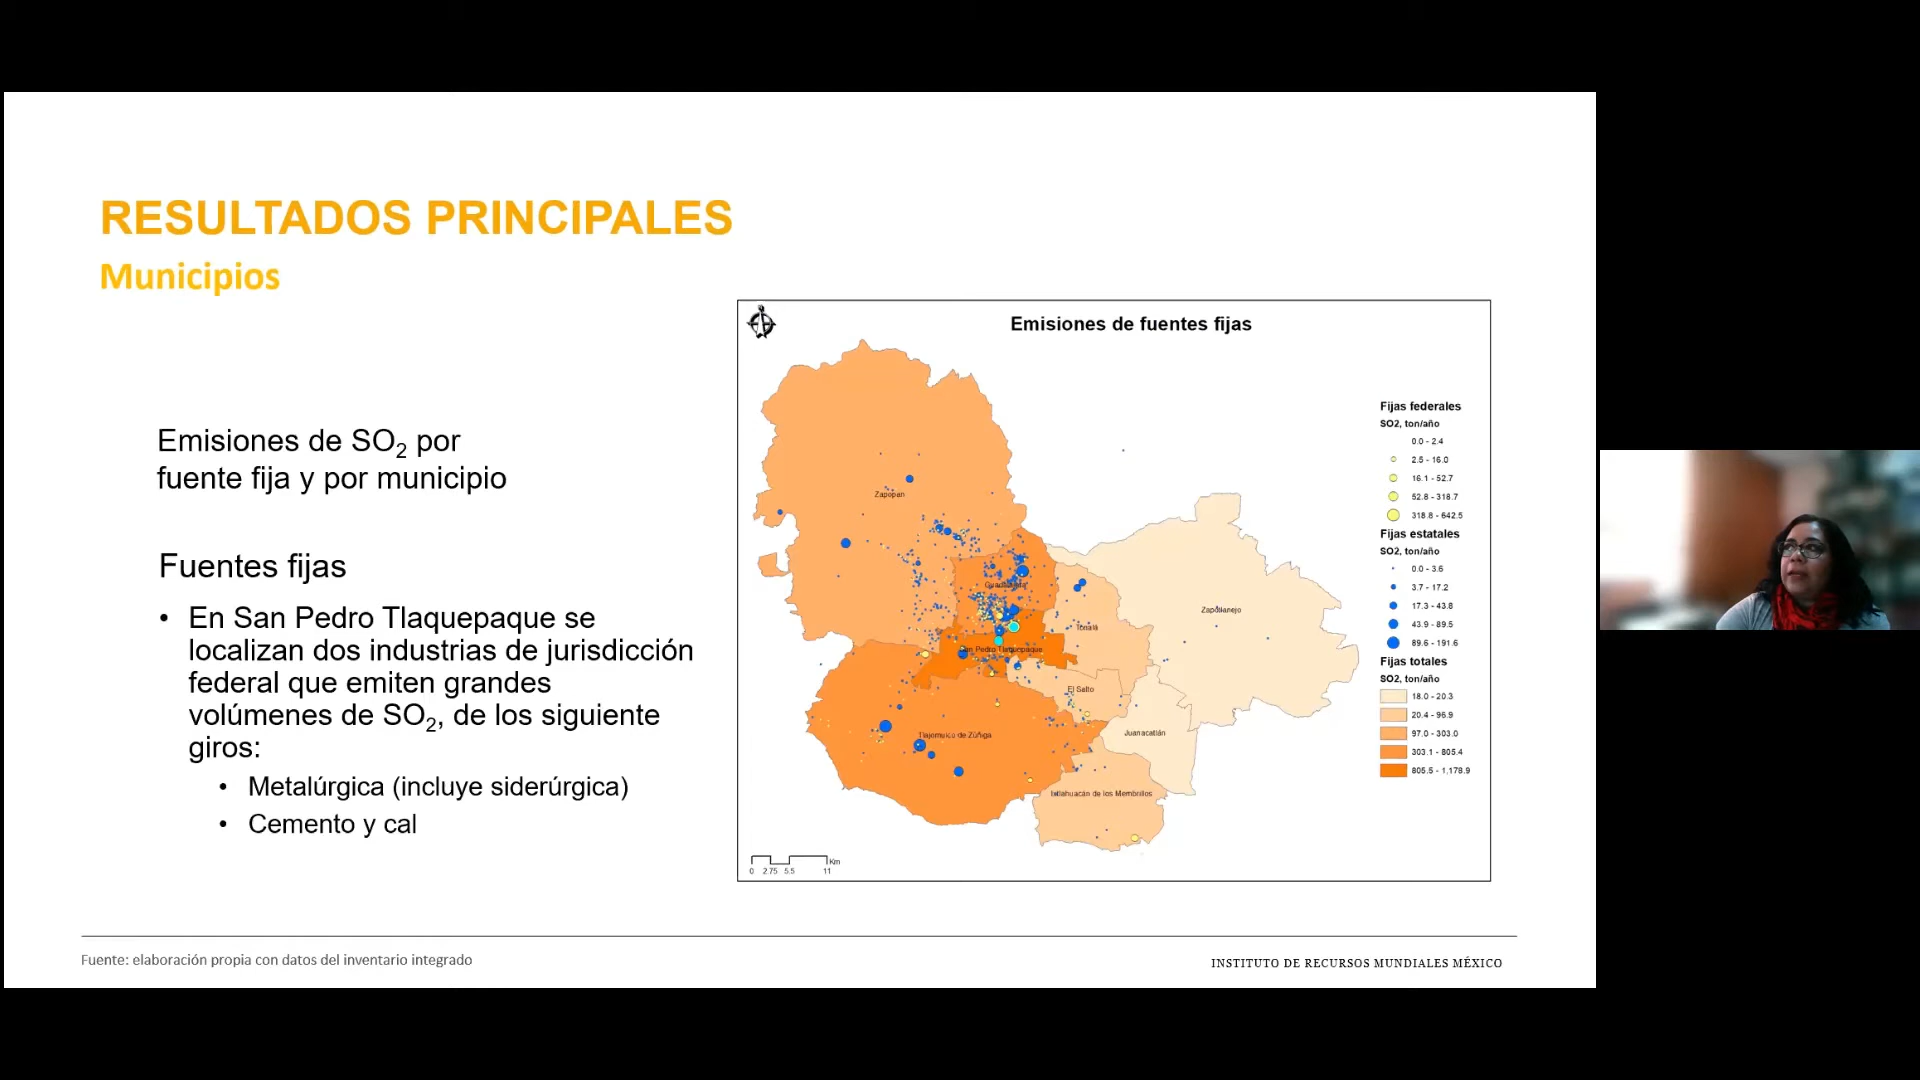 RESULTADOS PRINCIPALES
Municipios
Emisiones de SO2 por
fuente fija y por municipio
Fuentes fijas
• En San Pedro Tlaquepaque se
localizan dos industrias de jurisdicción
federal que emiten grandes
volúmenes de SO2, de los siguiente
giros:
• Metalúrgica (incluye siderúrgica)
• Cemento y cal
Emisiones de fuentes fijas
Zapopan
Guadalajara
Tonalá
Zapotlanejo
San Pedro Tlaquepaque
El Salto
Tlajomulco de Zúñiga
Juanacatlán
Ixtlahuacán de los Membrillos
Fijas federales
SO2, ton/año
0.0 - 2.4
2.5 - 16.0
16.1 - 52.7
52.8 - 318.7
318.8 - 642.5
Fijas estatales
SO2, ton/año
0.0 - 3.6
3.7 - 17.2
17.3 - 43.8
43.9 - 89.5
89.6 - 191.6
Fijas totales
SO2, ton/año
18.0 - 20.3
20.4 - 96.9
97.0 - 303.0
303.1 - 805.4
805.5 - 1,178.9
Km
0 2.75 5.5 11
Fuente: elaboración propia con datos del inventario integrado
INSTITUTO DE RECURSOS MUNDIALES MÉXICO